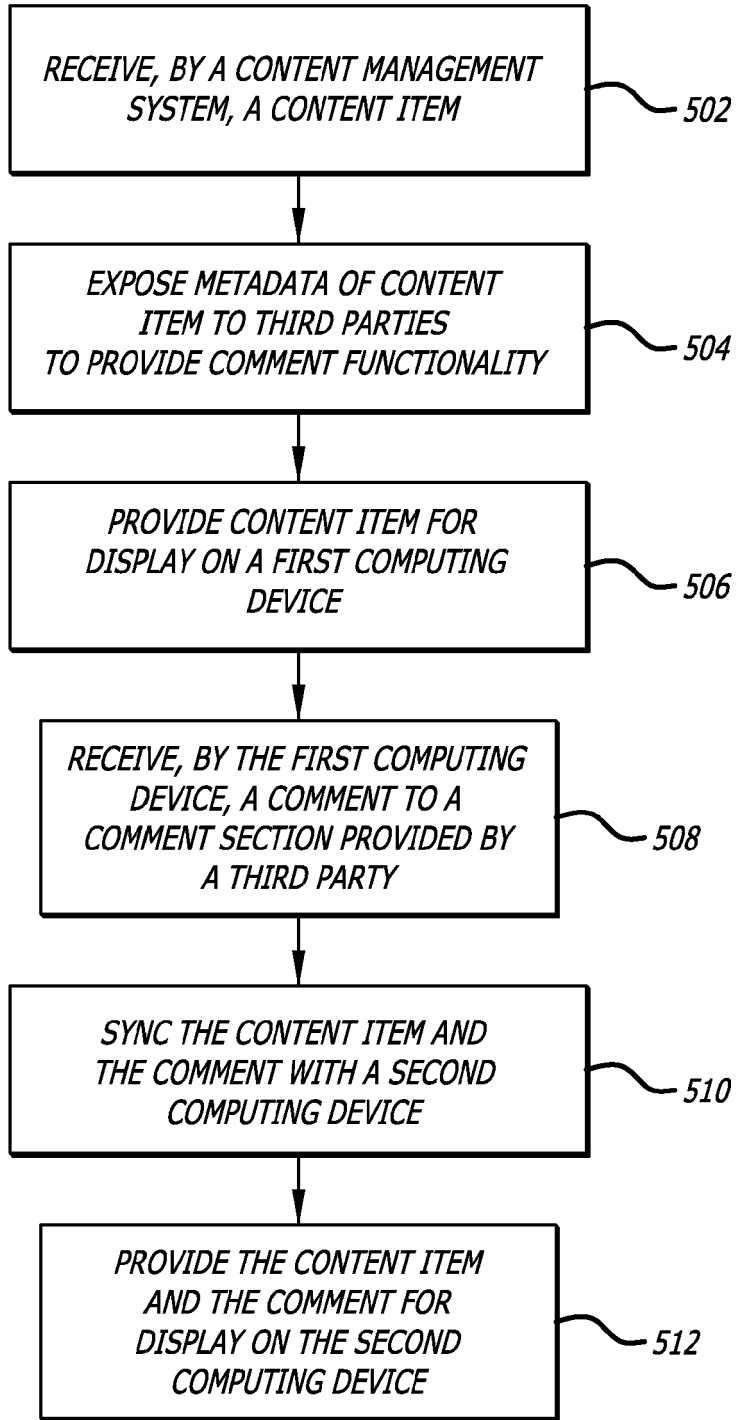 RECEIVE, BY A CONTENT MANAGEMENT
SYSTEM, A CONTENT ITEM
502
EXPOSE METADATA OF CONTENT
ITEM TO THIRD PARTIES
TO PROVIDE COMMENT FUNCTIONALITY
504
PROVIDE CONTENT ITEM FOR
DISPLAY ON A FIRST COMPUTING
DEVICE
506
RECEIVE, BY THE FIRST COMPUTING
DEVICE, A COMMENT TO A
COMMENT SECTION PROVIDED BY
A THIRD PARTY
508
SYNC THE CONTENT ITEM AND
THE COMMENT WITH A SECOND
COMPUTING DEVICE
510
PROVIDE THE CONTENT ITEM
AND THE COMMENT FOR
DISPLAY ON THE SECOND
COMPUTING DEVICE
512